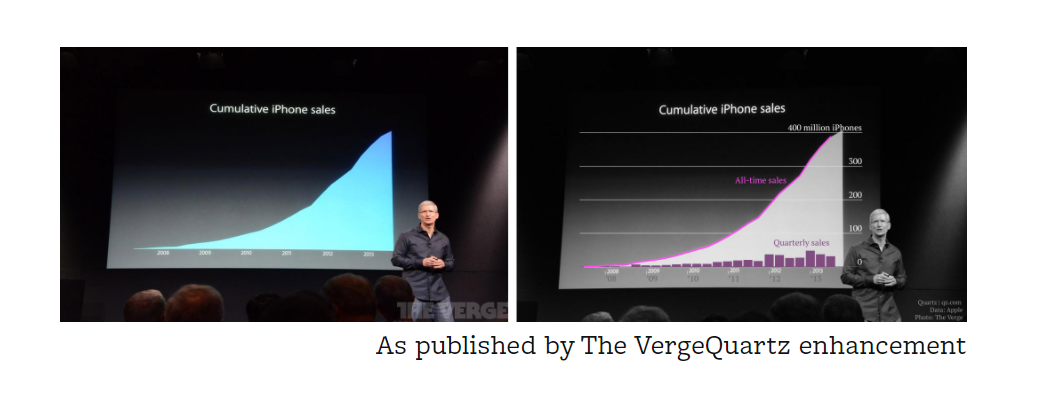 Cumulative iPhone sales
2008 2009 2010 2011 2012 2013
THE VERGE
Cumulative iPhone sales
400 million iPhones
300
All-time sales
200
100
Quarterly sales
0
2008 2009 2010 2011 2012 2013
'08 '09 '10 '11 '12 '13
Quartz | qz.com
Data: Apple
Photo: The Verge
As published by The VergeQuartz enhancement